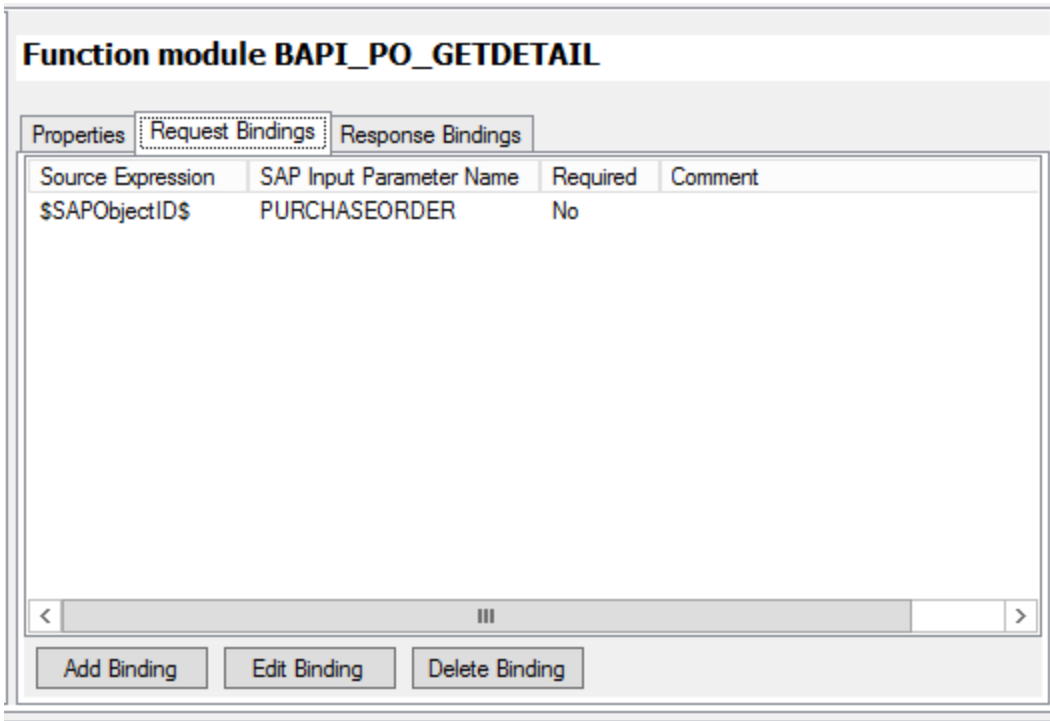 Function module BAPI_PO_GETDETAIL
Properties Request Bindings Response Bindings
Source Expression SAP Input Parameter Name Required Comment
$SAPObjectID$ PURCHASEORDER No
Add Binding Edit Binding Delete Binding